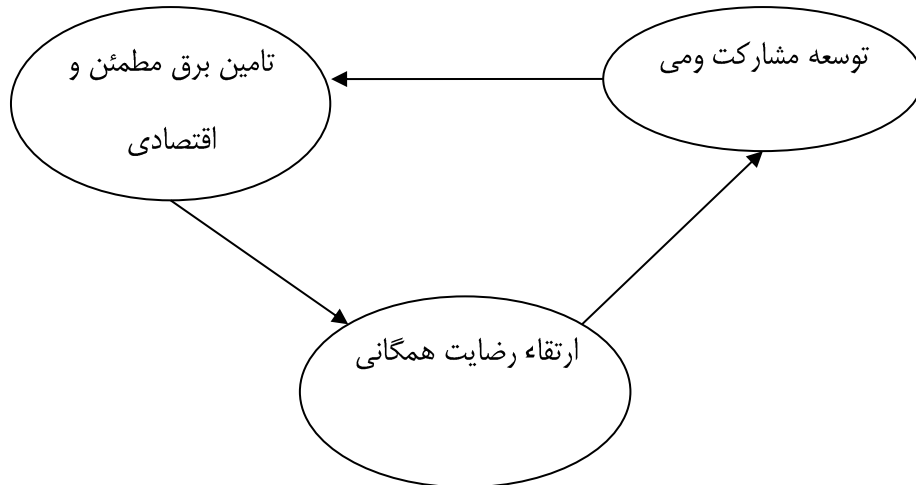 توسعه مشارکت ومی
تامین برق مطمئن و
اقتصادی
ارتقاء رضایت همگانی